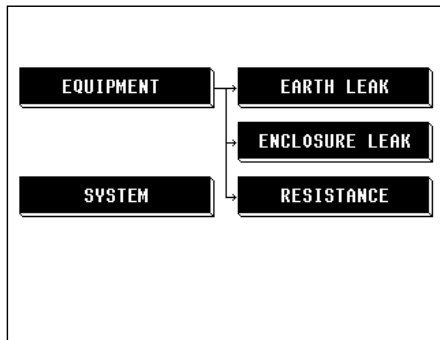 EQUIPMENT
EARTH LEAK
ENCLOSURE LEAK
SYSTEM
RESISTANCE